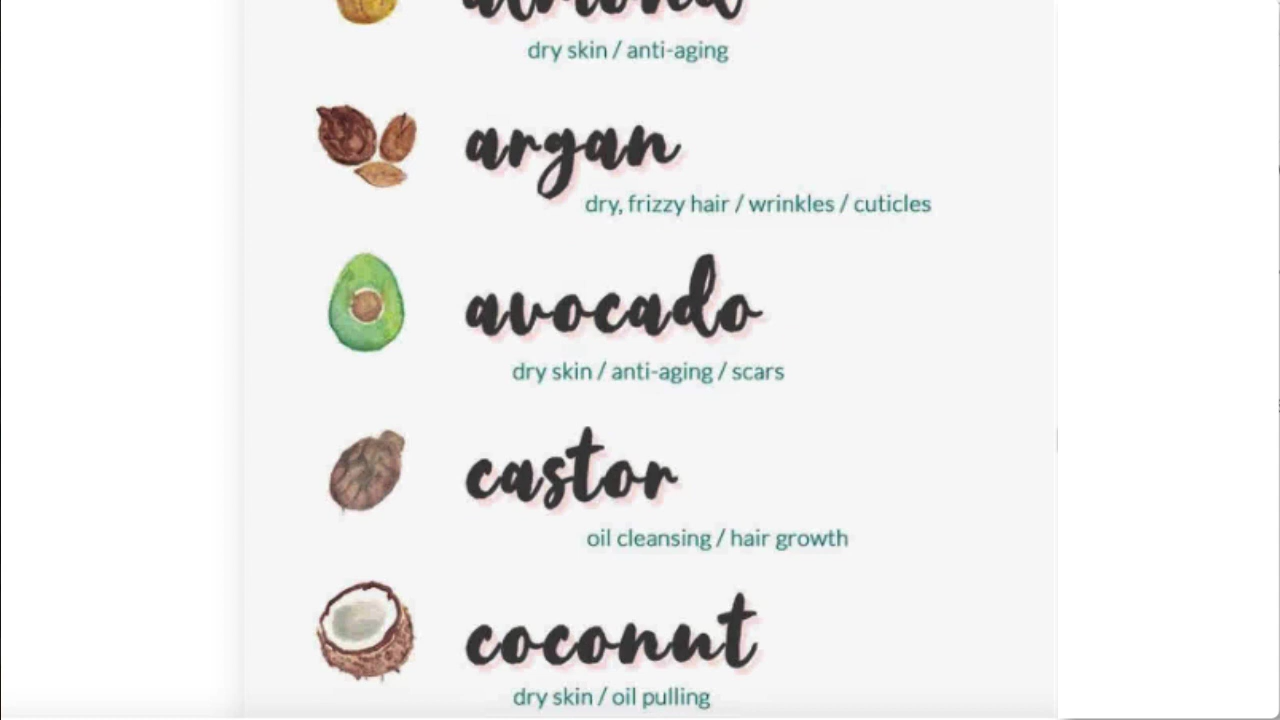 almond
dry skin / anti-aging
argan
dry, frizzy hair / wrinkles / cuticles
avocado
dry skin / anti-aging / scars
castor
oil cleansing / hair growth
coconut
dry skin / oil pulling